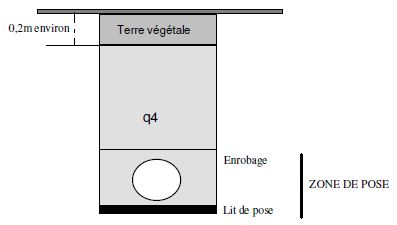 0,2m environ
Terre végétale
q4
Enrobage
ZONE DE POSE
Lit de pose